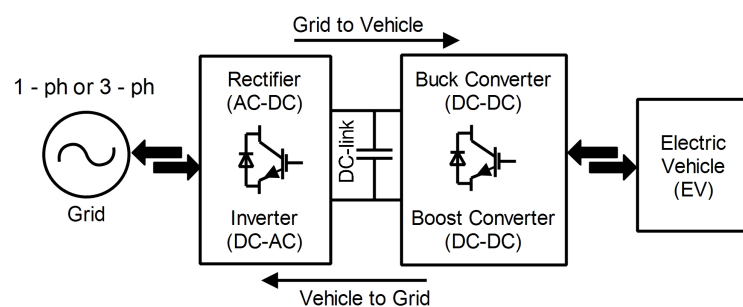 Grid to Vehicle
1 - ph or 3 - ph
Grid
Rectifier
(AC-DC)
Inverter
(DC-AC)
DC-link
Buck Converter
(DC-DC)
Boost Converter
(DC-DC)
Electric
Vehicle
(EV)
Vehicle to Grid